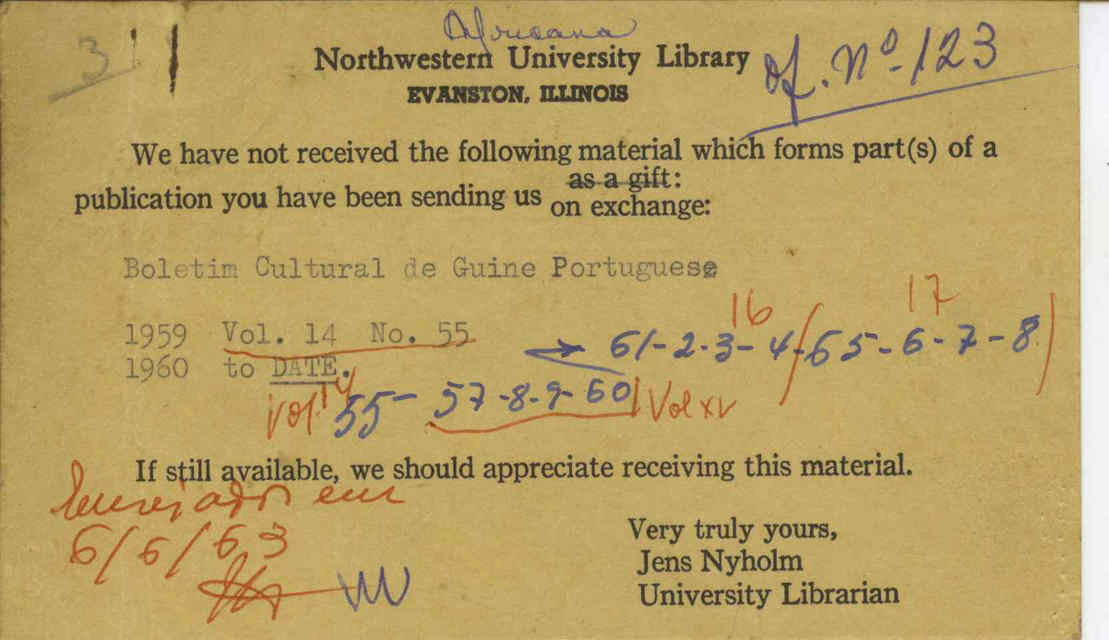 3
Africana
Northwestern University Library
of. Nº 123
EVANSTON, ILLINOIS
We have not received the following material which forms part(s) of a
as a gift:
publication you have been sending us
on exchange:
Boletim Cultural de Guine Portuguese
16 17
1959 Vol. 14 No. 55
61-2-3-4-65-6-7-8
1960 to DATE.
Vol. 14 55- 57-8-9-60 Vol XV
If still available, we should appreciate receiving this material.
em
6/6/63
Very truly yours,
Jens Nyholm
University Librarian